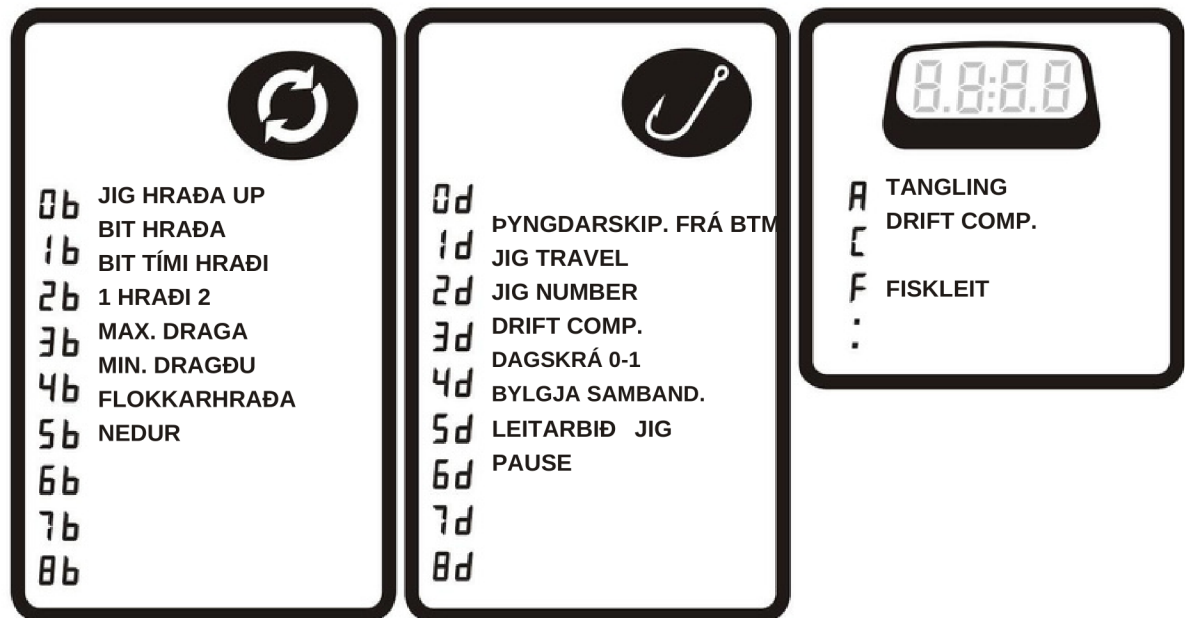 0b JIG HRAÐA UP
BIT HRAÐA
1b BIT TÍMI HRAÐI
2b 1 HRAÐI 2
3b MAX. DRAGA
MIN. DRAGÐU
4b FLOKKARHRAÐA
5b NEDUR
6b
7b
8b
0d
ÞYNGDARSKIP. FRÁ BTM
1d JIG TRAVEL
2d JIG NUMBER
3d DRIFT COMP.
DAGSKRÁ 0-1
4d BYLGJA SAMBAND.
5d LEITARBIÐ JIG
6d PAUSE
7d
8d
8.8:8.8
A TANGLING
DRIFT COMP.
C
F FISKLEIT
: